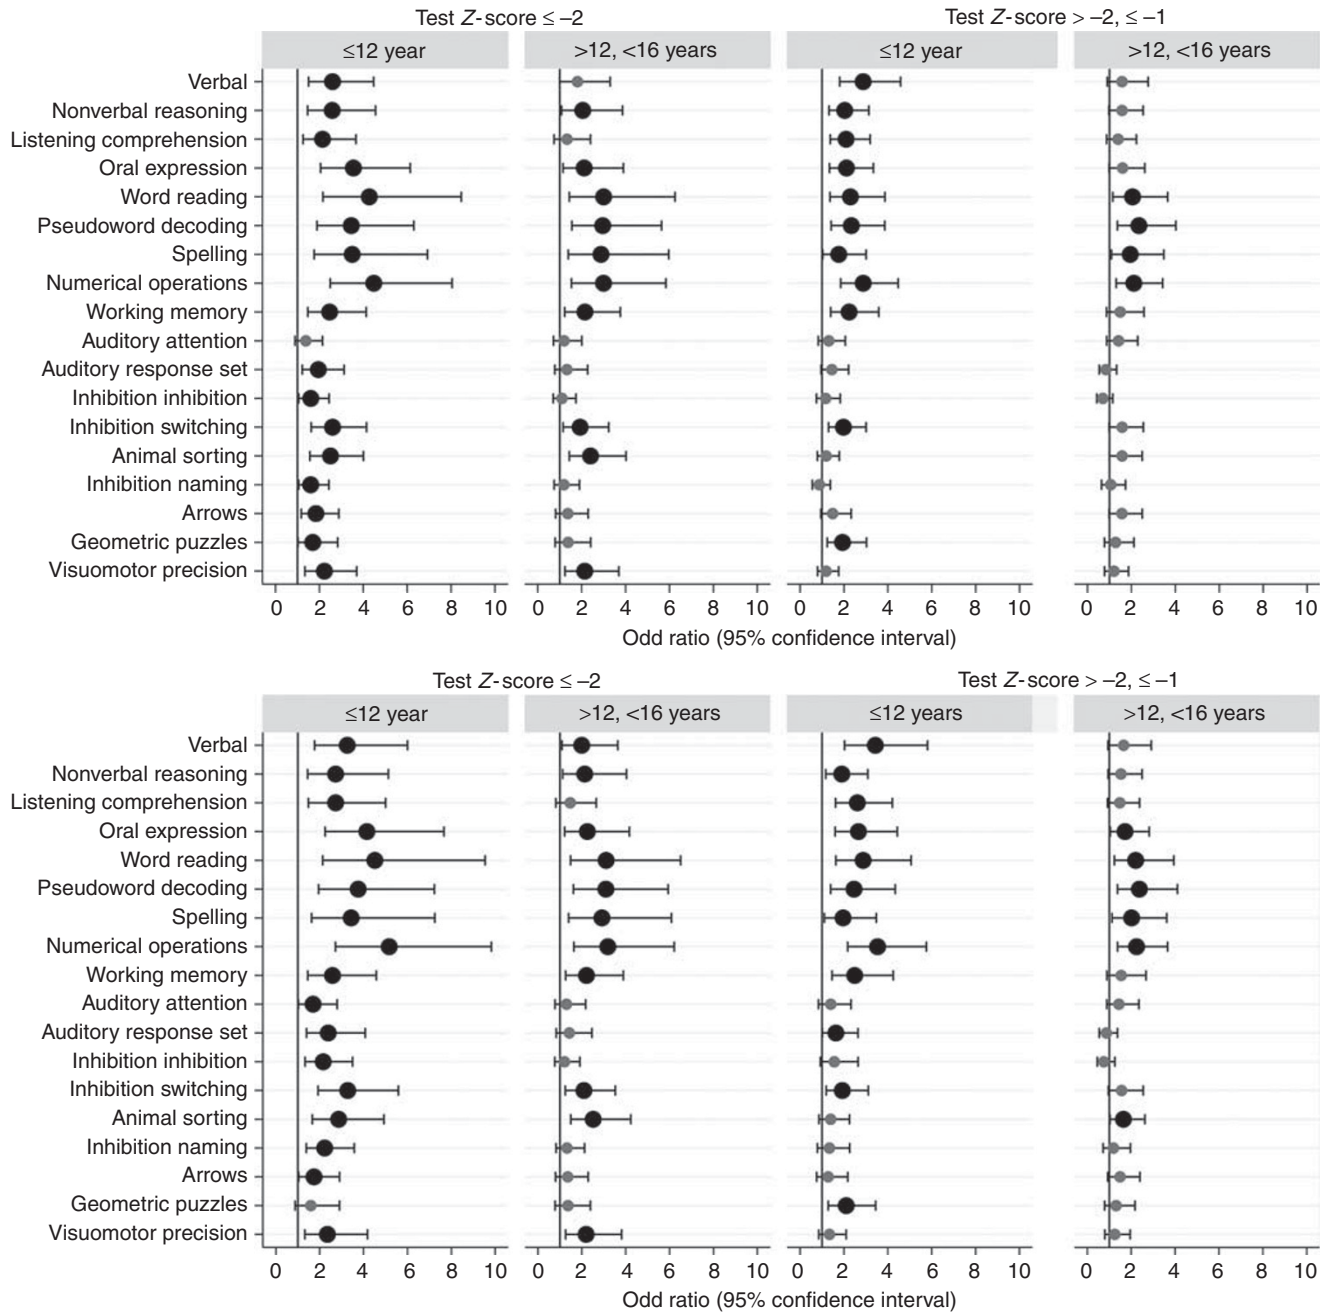 Test Z-score ≤ –2 Test Z-score > –2, ≤ –1
≤12 year >12, <16 years ≤12 year >12, <16 years
Verbal
Nonverbal reasoning
Listening comprehension
Oral expression
Word reading
Pseudoword decoding
Spelling
Numerical operations
Working memory
Auditory attention
Auditory response set
Inhibition inhibition
Inhibition switching
Animal sorting
Inhibition naming
Arrows
Geometric puzzles
Visuomotor precision
0 2 4 6 8 10 0 2 4 6 8 10 0 2 4 6 8 10 0 2 4 6 8 10
Odd ratio (95% confidence interval)
Test Z-score ≤ –2 Test Z-score > –2, ≤ –1
≤12 year >12, <16 years ≤12 years >12, <16 years
Verbal
Nonverbal reasoning
Listening comprehension
Oral expression
Word reading
Pseudoword decoding
Spelling
Numerical operations
Working memory
Auditory attention
Auditory response set
Inhibition inhibition
Inhibition switching
Animal sorting
Inhibition naming
Arrows
Geometric puzzles
Visuomotor precision
0 2 4 6 8 10 0 2 4 6 8 10 0 2 4 6 8 10 0 2 4 6 8 10
Odd ratio (95% confidence interval)